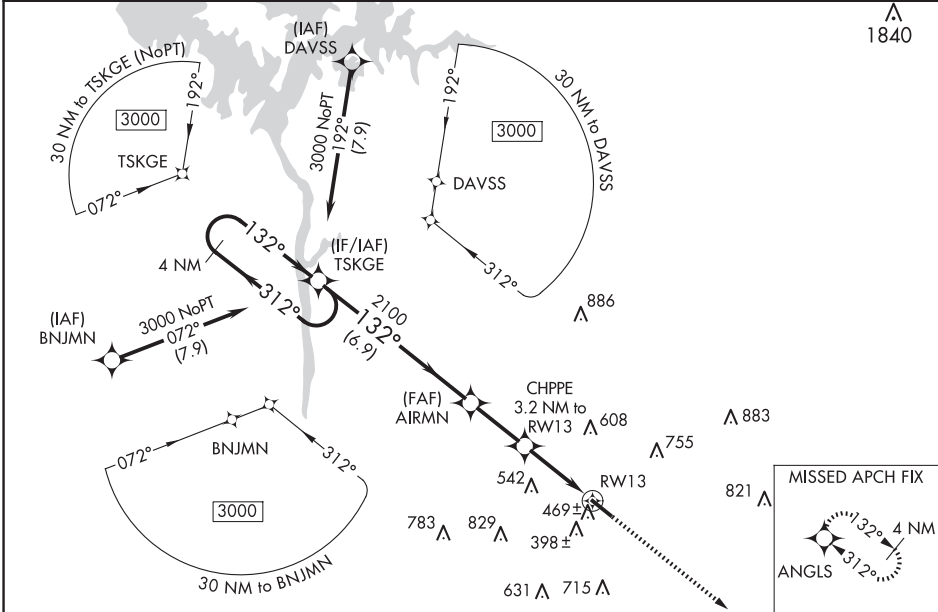 1840
(IAF)
DAVSS
30 NM to TSKGE (NoPT)
3000
192°
TSKGE
072°
3000 NoPT
192°
(7.9)
192°
3000
30 NM to DAVSS
DAVSS
312°
132°
4 NM
312°
(IF/IAF)
TSKGE
(IAF)
BNJMN
3000 NoPT
072°
(7.9)
2100
132°
(6.9)
886
(FAF)
AIRMN
CHPPE
3.2 NM to
RW13
608
883
755
072°
BNJMN
312°
3000
30 NM to BNJMN
542
RW13
469±
821
783
829
398±
631
715
MISSED APCH FIX
132°
4 NM
312°
ANGLS